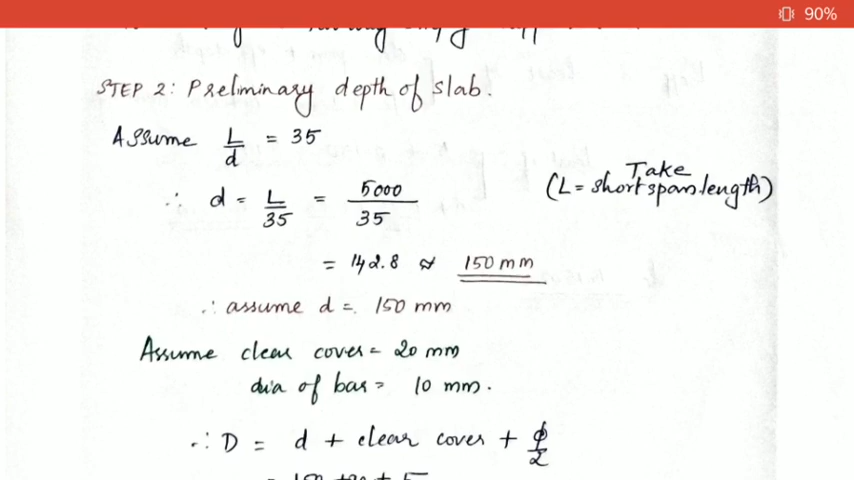 90%
STEP 2: Prelminary depth of slab.
Assume L/d = 35
∴ d = L/35 = 5000/35 (Take L = short span length)
= 142.8 ≈ 150 mm
∴ assume d = 150 mm
Assume clear cover = 20 mm
dia of bar = 10 mm.
∴ D = d + clear cover + ϕ/2